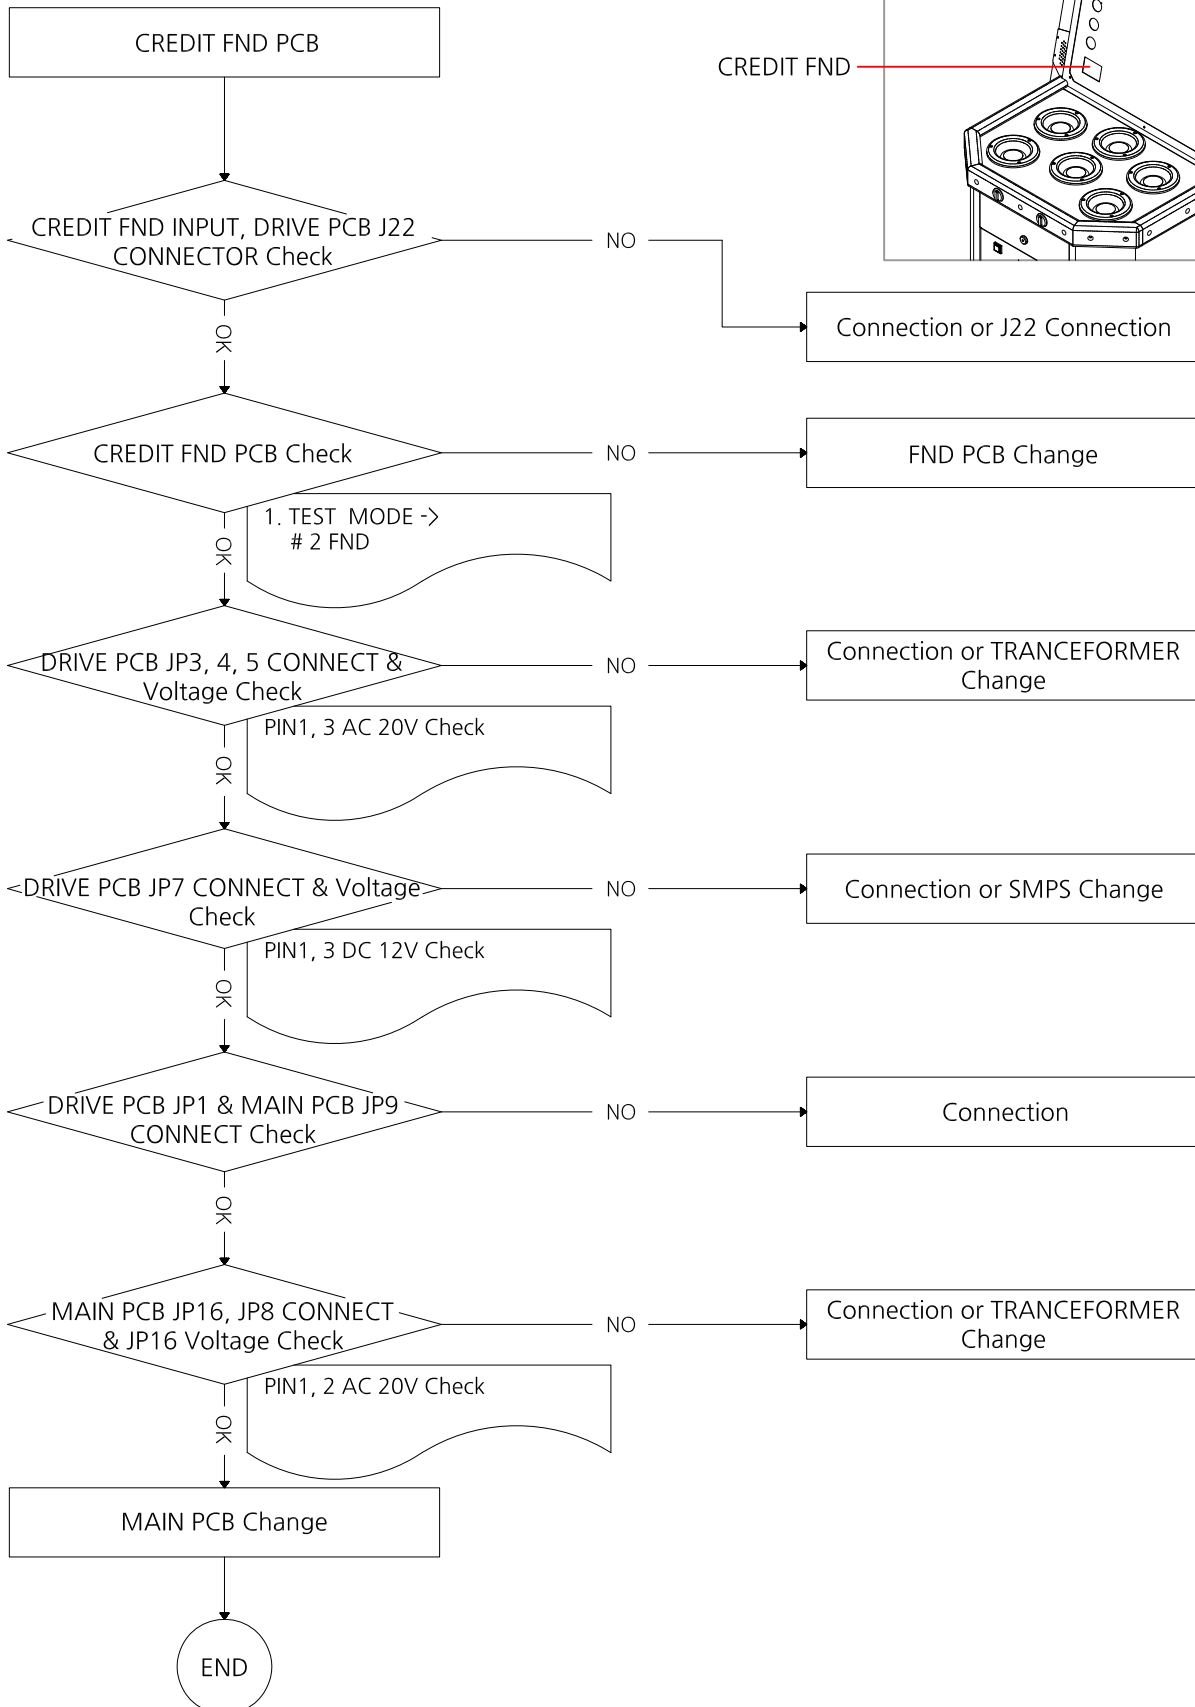 CREDIT FND PCB
CREDIT FND
CREDIT FND INPUT, DRIVE PCB J22
CONNECTOR Check
NO
Connection or J22 Connection
OK
CREDIT FND PCB Check
NO
FND PCB Change
1. TEST MODE ->
# 2 FND
OK
DRIVE PCB JP3, 4, 5 CONNECT &
Voltage Check
NO
Connection or TRANCEFORMER
Change
PIN1, 3 AC 20V Check
OK
DRIVE PCB JP7 CONNECT & Voltage
Check
NO
Connection or SMPS Change
PIN1, 3 DC 12V Check
OK
DRIVE PCB JP1 & MAIN PCB JP9
CONNECT Check
NO
Connection
OK
MAIN PCB JP16, JP8 CONNECT
& JP16 Voltage Check
NO
Connection or TRANCEFORMER
Change
PIN1, 2 AC 20V Check
OK
MAIN PCB Change
END